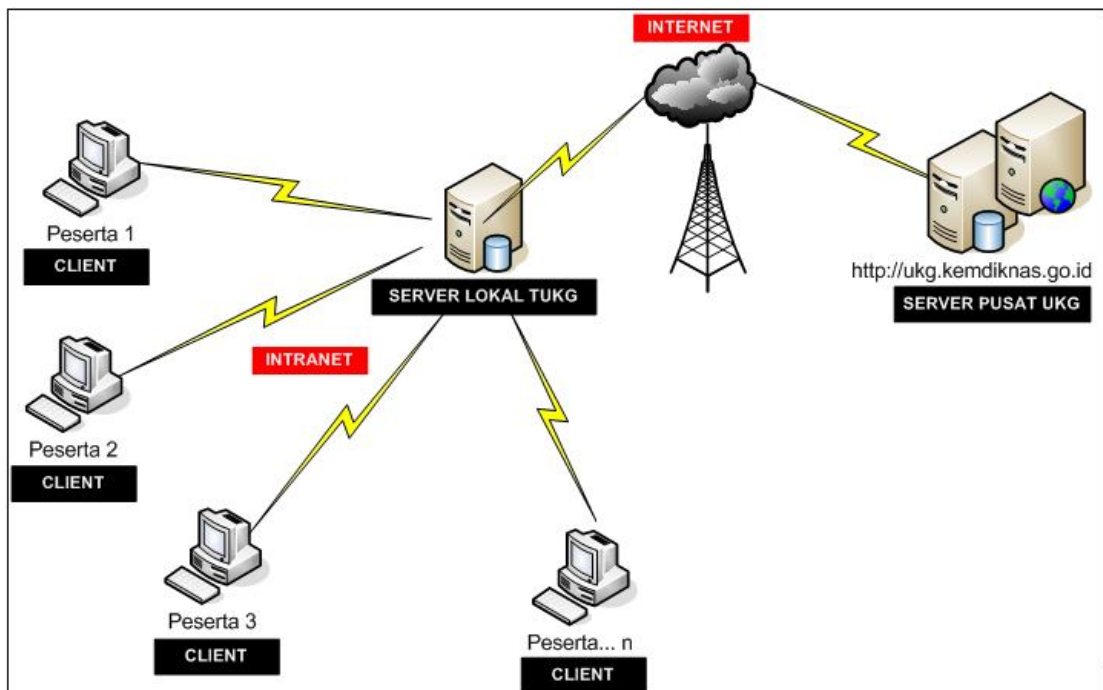 INTERNET
Peserta 1
CLIENT
http://ukg.kemdiknas.go.id
SERVER LOKAL TUKG
SERVER PUSAT UKG
INTRANET
Peserta 2
CLIENT
Peserta 3
CLIENT
Peserta... n
CLIENT